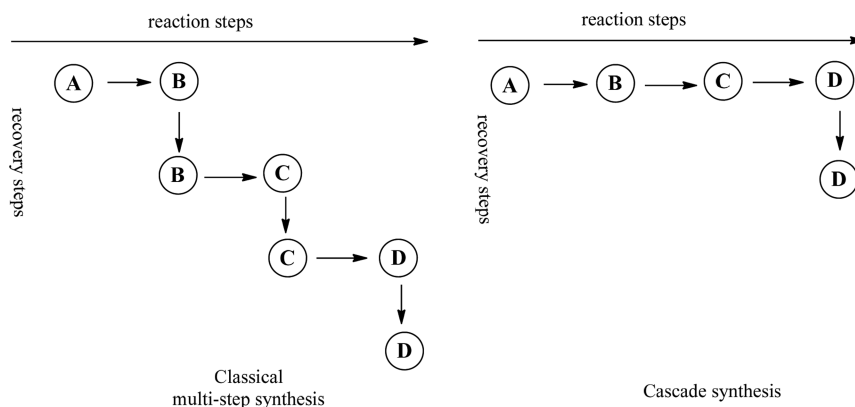 reaction steps
A
B
recovery steps
B
C
C
D
D
Classical
multi-step synthesis
reaction steps
A
B
C
D
recovery steps
D
Cascade synthesis